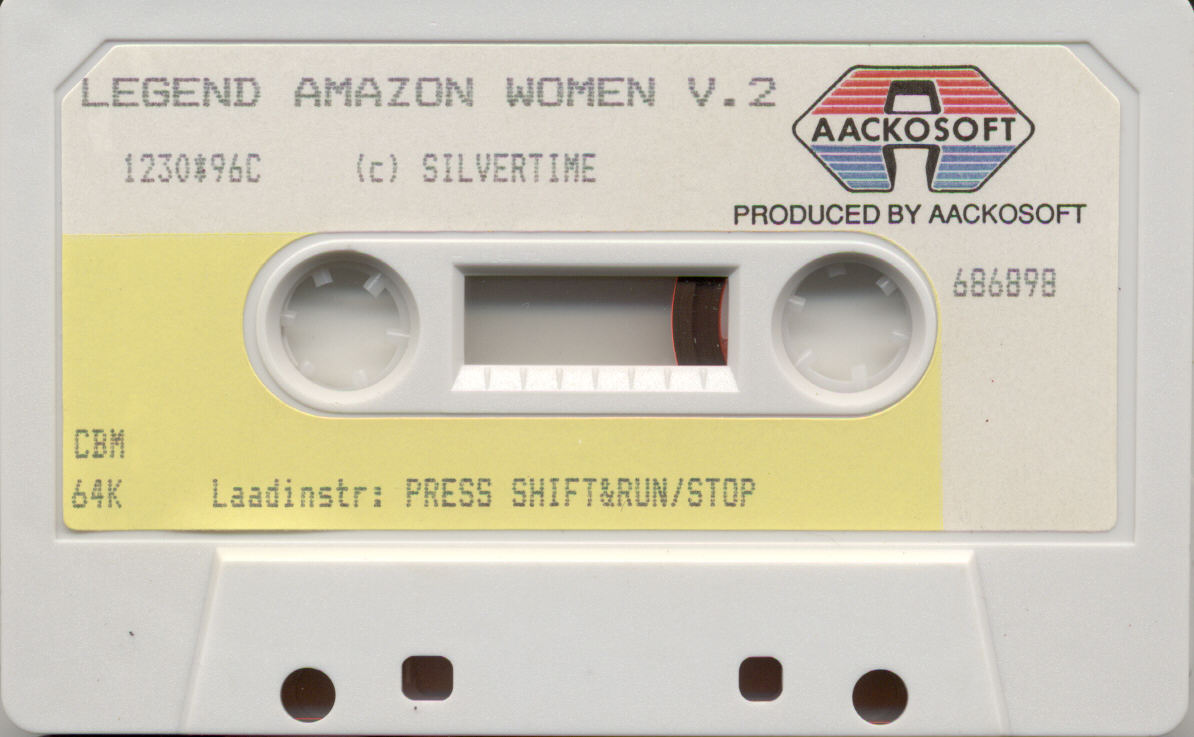 LEGEND AMAZON WOMEN V.2
1230*96C (c) SILVERTIME
AACKOSOFT
PRODUCED BY AACKOSOFT
686898
CBM
64K Laadinstr: PRESS SHIFT&RUN/STOP